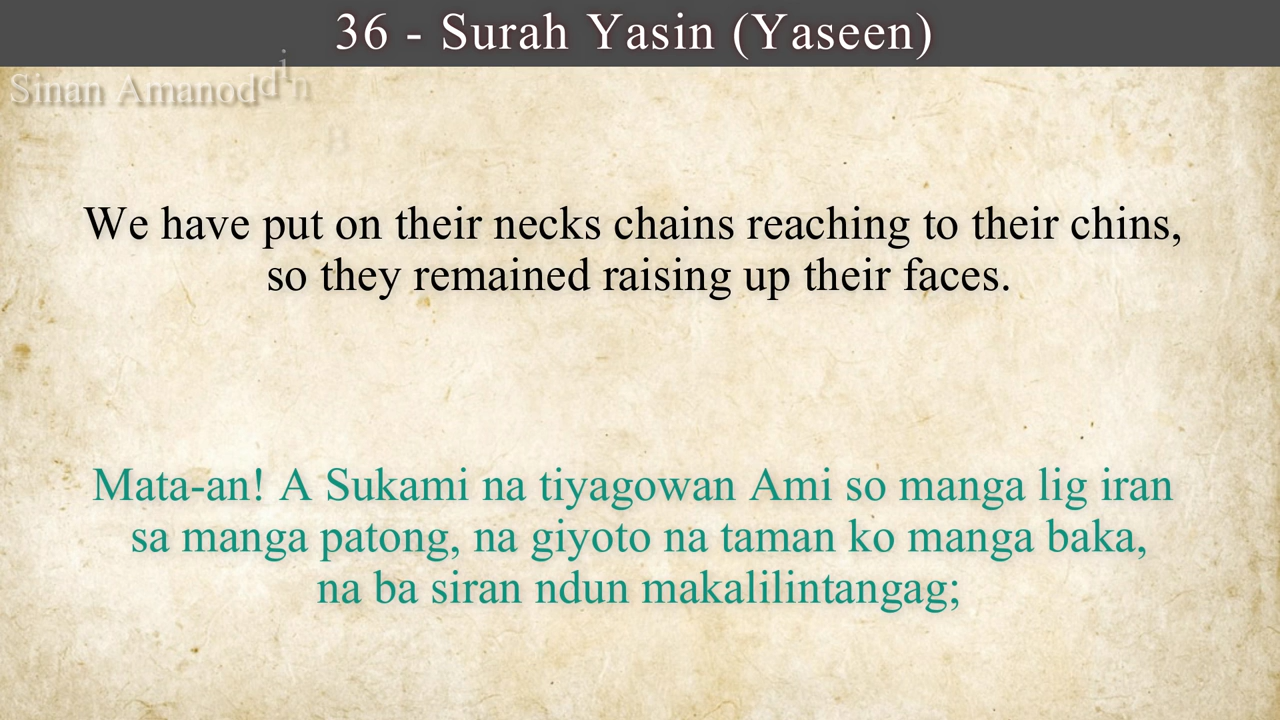 36 - Surah Yasin (Yaseen)
Sinan Amanoddin
We have put on their necks chains reaching to their chins,
so they remained raising up their faces.
Mata-an! A Sukami na tiyagowan Ami so manga lig iran
sa manga patong, na giyoto na taman ko manga baka,
na ba siran ndun makalilintangag;